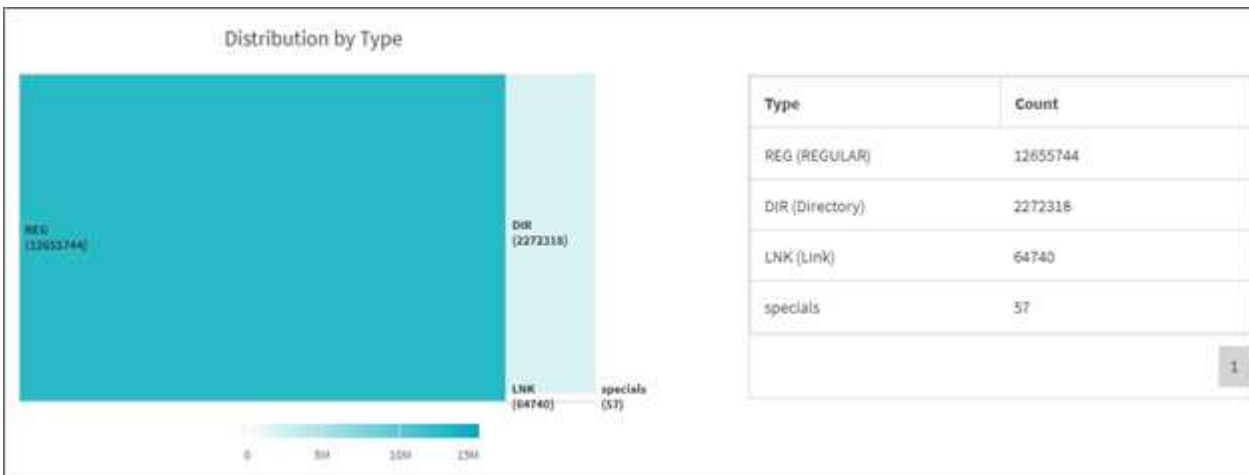 Distribution by Type
REG
(12655744)
DIR
(2272318)
LNK
(64740)
specials
(57)
0 5M 10M 15M
Type Count
REG (REGULAR) 12655744
DIR (Directory) 2272318
LNK (Link) 64740
specials 57
1